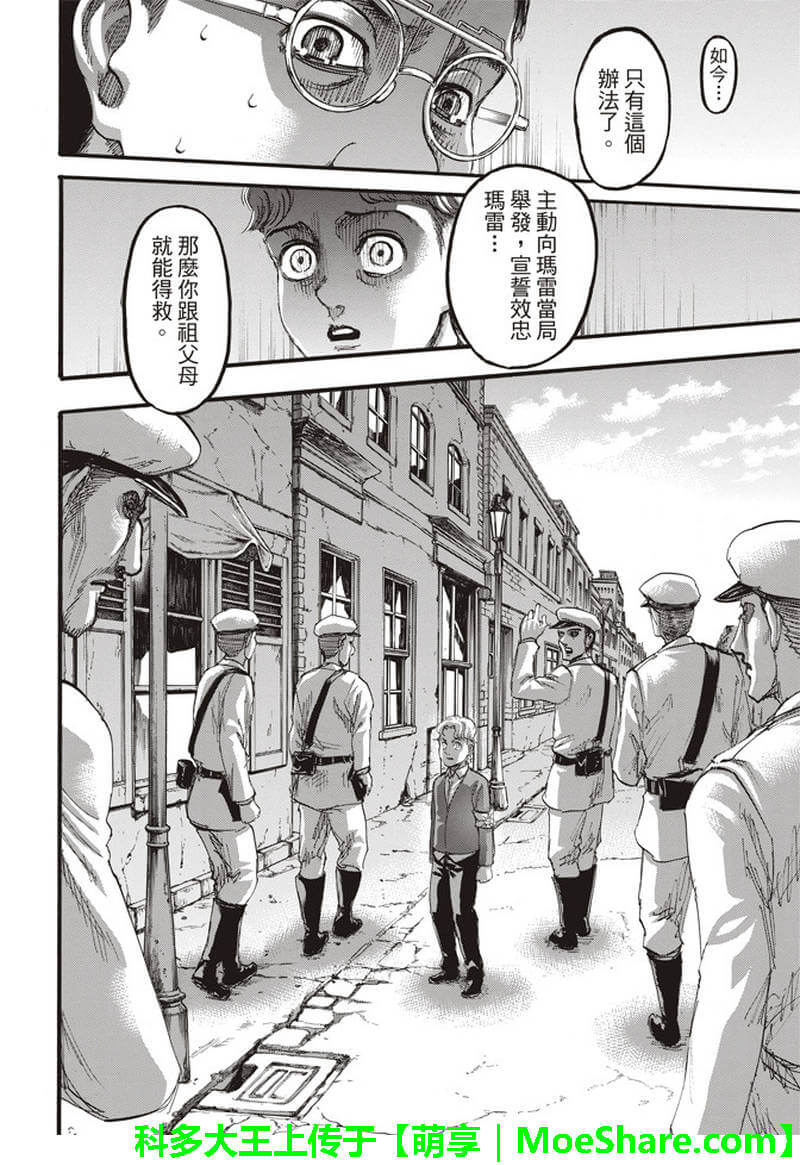 如今…
只有這個
辦法了。
主動向瑪雷當局
舉發，宣誓效忠
瑪雷…
那麼你跟祖父母
就能得救。
科多大王上传于【萌享 | MoeShare.com】